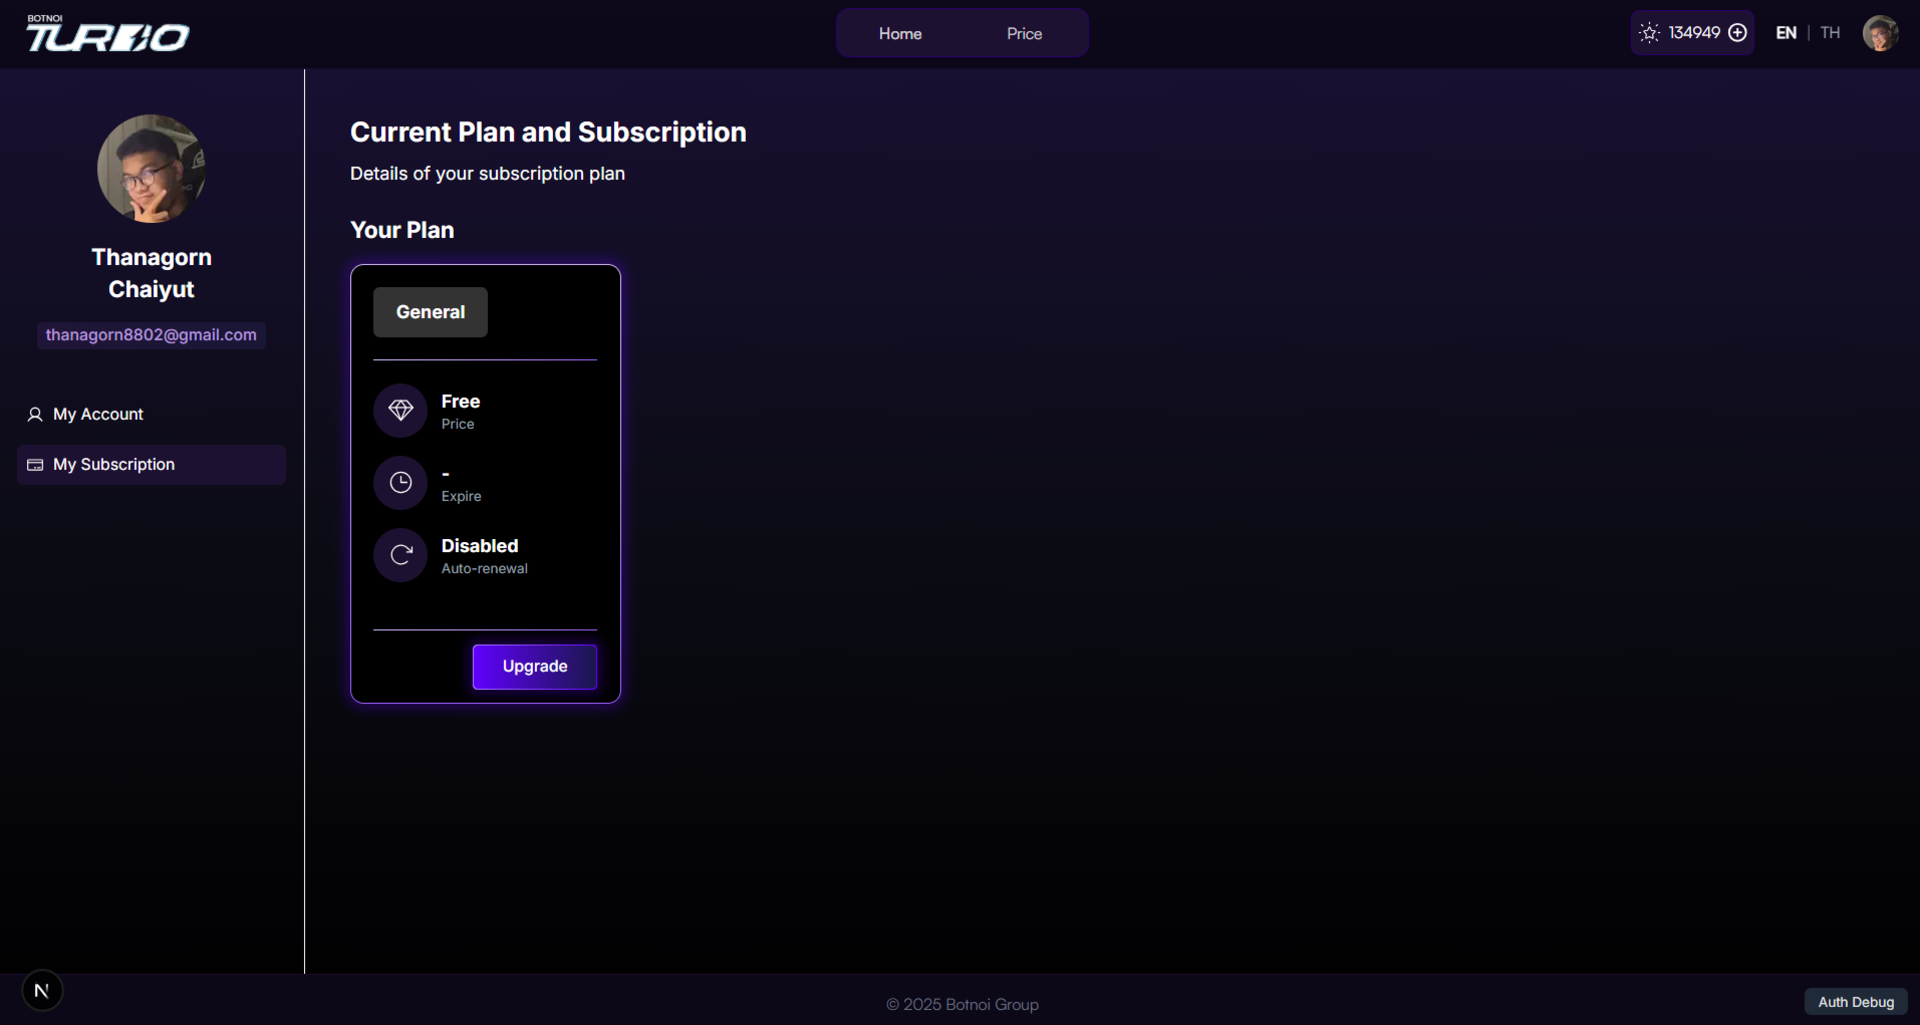 BOTNOI
TURBO
Home
Price
134949
EN | TH
Thanagorn
Chaiyut
thanagorn8802@gmail.com
My Account
My Subscription
Current Plan and Subscription
Details of your subscription plan
Your Plan
General
Free
Price
-
Expire
Disabled
Auto-renewal
Upgrade
N
© 2025 Botnoi Group
Auth Debug